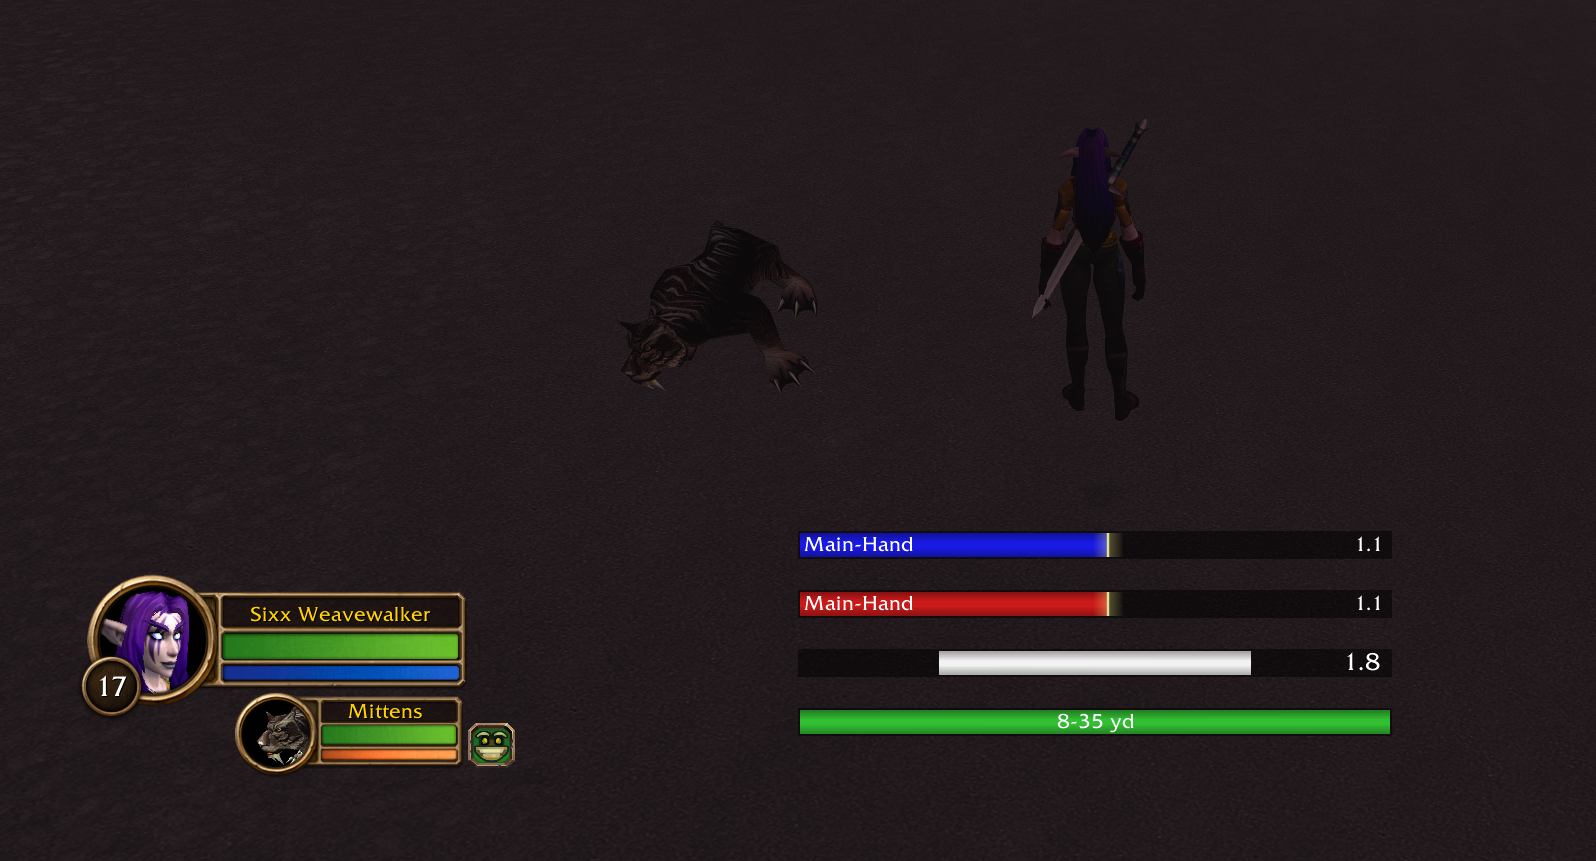 Main-Hand 1.1
Main-Hand 1.1
1.8
8-35 yd
Sixx Weavewalker
17
Mittens